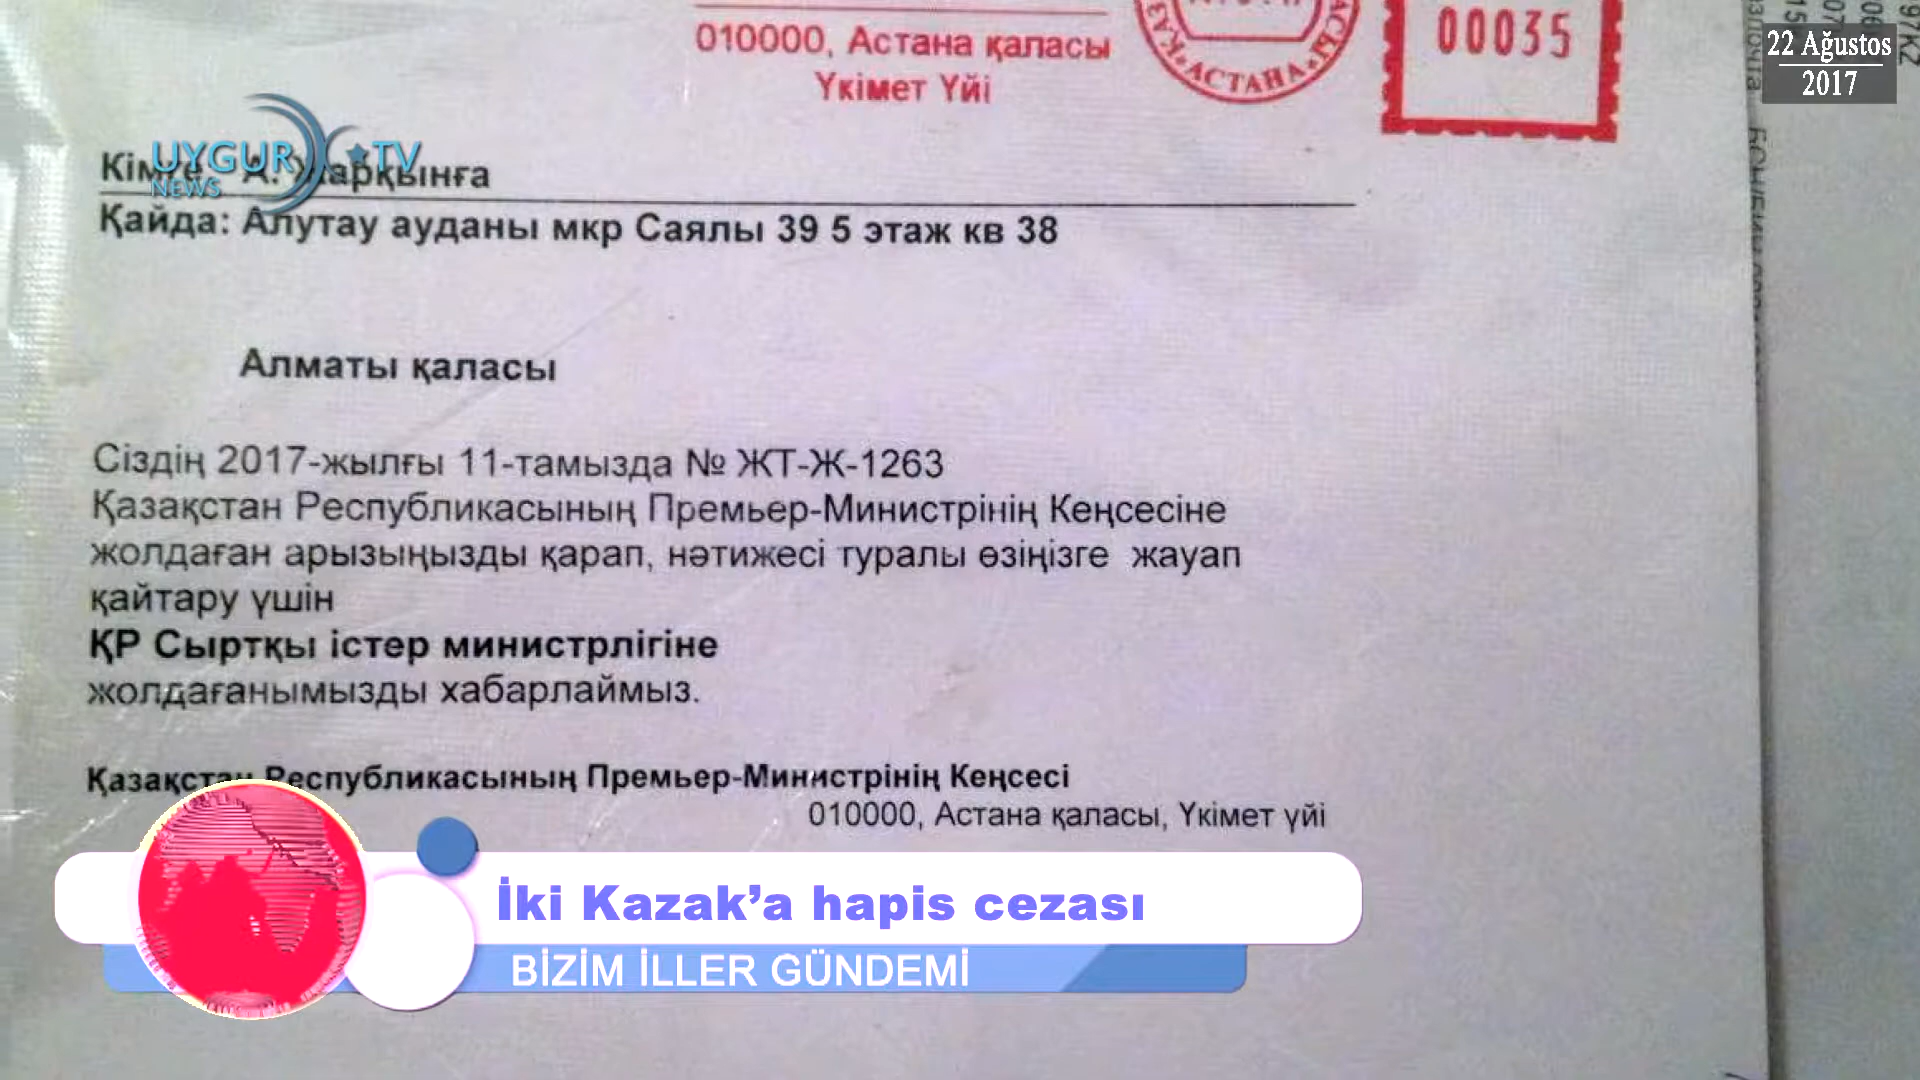 010000, Астана қаласы
Үкімет Үйі
АСТАНА
00035
22 Ağustos
2017
UYGUR TV
NEWS
А. Жарқынға
Қайда: Алутау ауданы мкр Саялы 39 5 этаж кв 38
Алматы қаласы
Сіздің 2017-жылғы 11-тамызда № ЖТ-Ж-1263
Қазақстан Республикасының Премьер-Министрінің Кеңсесіне
жолдаған арызыңызды қарап, нәтижесі туралы өзіңізге жауап
қайтару үшін
ҚР Сыртқы істер министрлігіне
жолдағанымызды хабарлаймыз.
Қазақстан Республикасының Премьер-Министрінің Кеңсесі
010000, Астана қаласы, Үкімет үйі
İki Kazak’a hapis cezası
BİZİM İLLER GÜNDEMİ